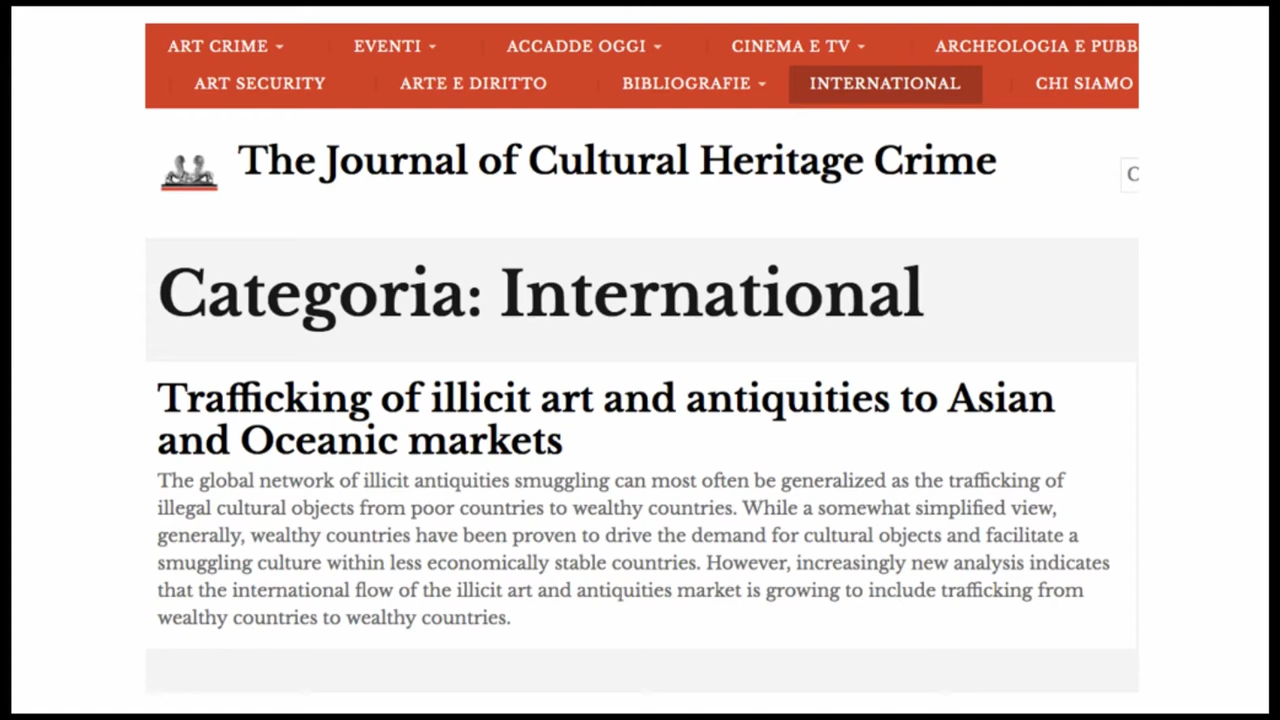 ART CRIME EVENTI ACCADDE OGGI CINEMA E TV ARCHEOLOGIA E PUBB
ART SECURITY ARTE E DIRITTO BIBLIOGRAFIE INTERNATIONAL CHI SIAMO
The Journal of Cultural Heritage Crime
Categoria: International
Trafficking of illicit art and antiquities to Asian
and Oceanic markets
The global network of illicit antiquities smuggling can most often be generalized as the trafficking of
illegal cultural objects from poor countries to wealthy countries. While a somewhat simplified view,
generally, wealthy countries have been proven to drive the demand for cultural objects and facilitate a
smuggling culture within less economically stable countries. However, increasingly new analysis indicates
that the international flow of the illicit art and antiquities market is growing to include trafficking from
wealthy countries to wealthy countries.